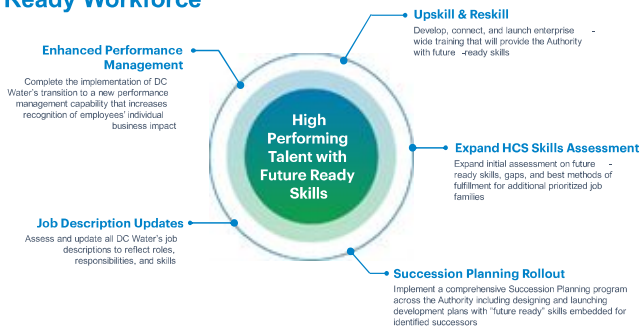 Ready Workforce
Upskill & Reskill
Develop, connect, and launch enterprise -
wide training that will provide the Authority
with future -ready skills
Enhanced Performance
Management
Complete the implementation of DC
Water's transition to a new performance
management capability that increases
recognition of employees' individual
business impact
High
Performing
Talent with
Future Ready
Skills
Expand HCS Skills Assessment
Expand initial assessment on future -
ready skills, gaps, and best methods of
fulfillment for additional prioritized job
families
Job Description Updates
Assess and update all DC Water's job
descriptions to reflect roles,
responsibilities, and skills
Succession Planning Rollout
Implement a comprehensive Succession Planning program
across the Authority including designing and launching
development plans with "future ready" skills embedded for
identified successors